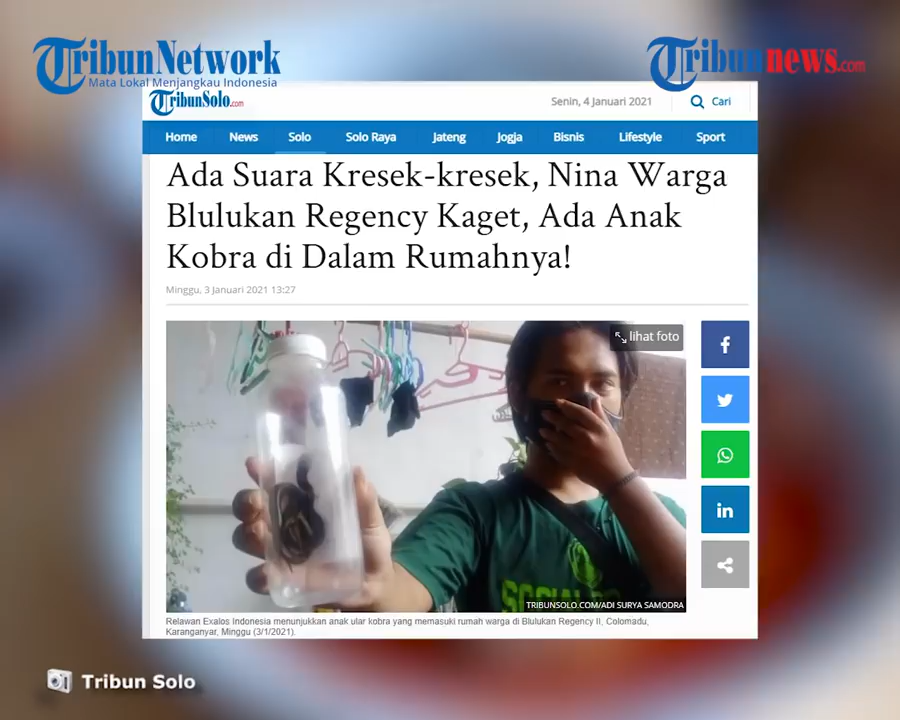 TribunNetwork
Mata Lokal Menjangkau Indonesia
Tribunnews.com
TribunSolo.com
Senin, 4 Januari 2021
Cari
Home News Solo Solo Raya Jateng Jogja Bisnis Lifestyle Sport
Ada Suara Kresek-kresek, Nina Warga
Blulukan Regency Kaget, Ada Anak
Kobra di Dalam Rumahnya!
Minggu, 3 Januari 2021 13:27
lihat foto
f
in
SOCIAL
TRIBUNSOLO.COM/ADI SURYA SAMODRA
Relawan Exalos Indonesia menunjukkan anak ular kobra yang memasuki rumah warga di Blulukan Regency II, Colomadu,
Karanganyar, Minggu (3/1/2021).
Tribun Solo